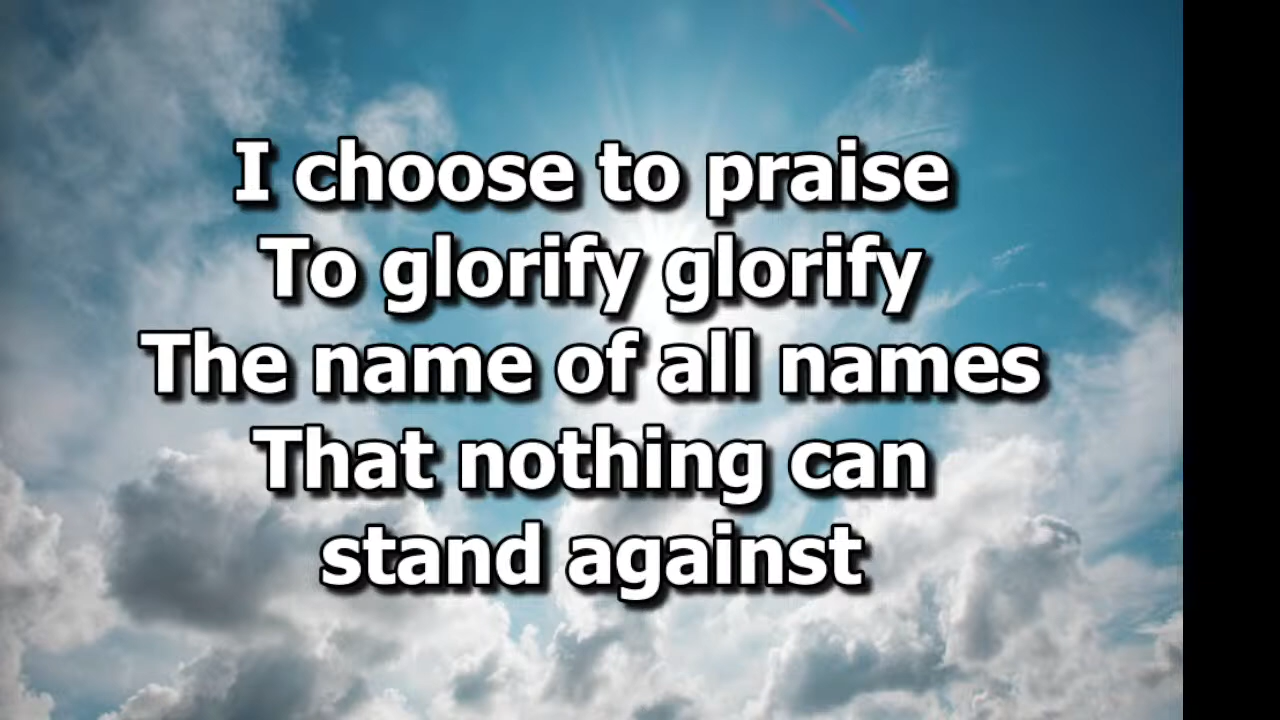 I choose to praise
To glorify glorify
The name of all names
That nothing can
stand against